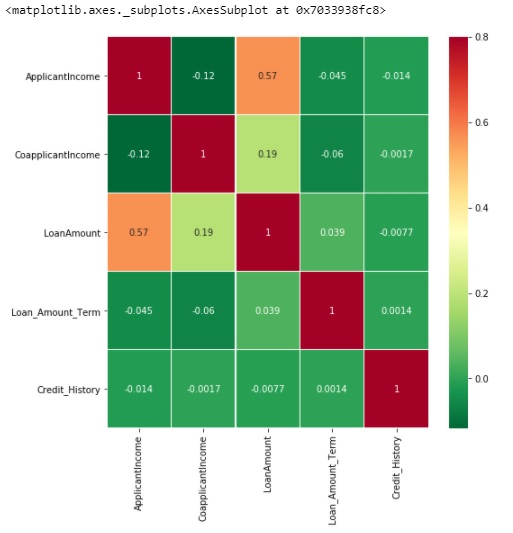 <matplotlib.axes._subplots.AxesSubplot at 0x7033938fc8>
0.8
ApplicantIncome 1 -0.12 0.57 -0.045 -0.014
0.6
CoapplicantIncome -0.12 1 0.19 -0.06 -0.0017
0.4
LoanAmount 0.57 0.19 1 0.039 -0.0077
0.2
Loan_Amount_Term -0.045 -0.06 0.039 1 0.0014
0.0
Credit_History -0.014 -0.0017 -0.0077 0.0014 1
ApplicantIncome
CoapplicantIncome
LoanAmount
Loan_Amount_Term
Credit_History